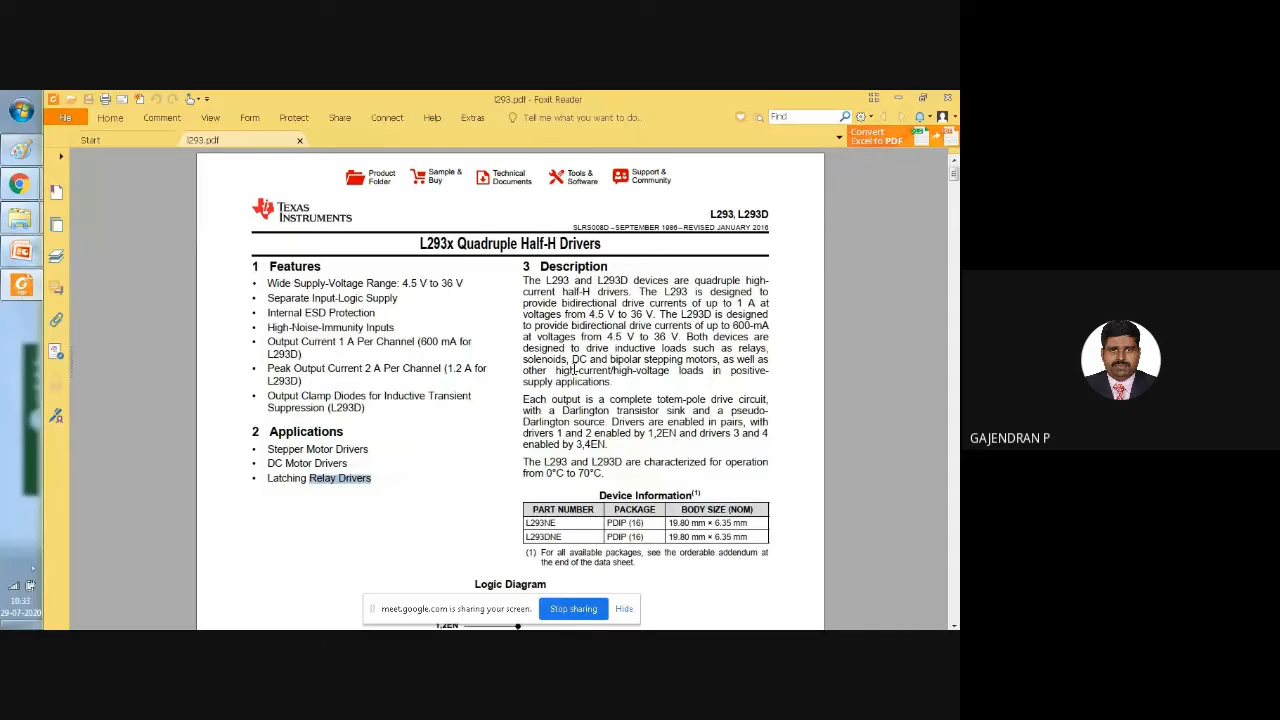 l293.pdf - Foxit Reader
File Home Comment View Form Protect Share Connect Help Extras Tell me what you want to do.. Find
Start l293.pdf
Convert
Excel to PDF
Product
Folder
Sample &
Buy
Technical
Documents
Tools &
Software
Support &
Community
TEXAS
INSTRUMENTS
L293, L293D
SLRS008D –SEPTEMBER 1986–REVISED JANUARY 2016
L293x Quadruple Half-H Drivers
1 Features
• Wide Supply-Voltage Range: 4.5 V to 36 V
• Separate Input-Logic Supply
• Internal ESD Protection
• High-Noise-Immunity Inputs
• Output Current 1 A Per Channel (600 mA for
L293D)
• Peak Output Current 2 A Per Channel (1.2 A for
L293D)
• Output Clamp Diodes for Inductive Transient
Suppression (L293D)
2 Applications
• Stepper Motor Drivers
• DC Motor Drivers
• Latching Relay Drivers
3 Description
The L293 and L293D devices are quadruple high-
current half-H drivers. The L293 is designed to
provide bidirectional drive currents of up to 1 A at
voltages from 4.5 V to 36 V. The L293D is designed
to provide bidirectional drive currents of up to 600-mA
at voltages from 4.5 V to 36 V. Both devices are
designed to drive inductive loads such as relays,
solenoids, DC and bipolar stepping motors, as well as
other high-current/high-voltage loads in positive-
supply applications.
Each output is a complete totem-pole drive circuit,
with a Darlington transistor sink and a pseudo-
Darlington source. Drivers are enabled in pairs, with
drivers 1 and 2 enabled by 1,2EN and drivers 3 and 4
enabled by 3,4EN.
The L293 and L293D are characterized for operation
from 0°C to 70°C.
Device Information(1)
PART NUMBER PACKAGE BODY SIZE (NOM)
L293NE PDIP (16) 19.80 mm × 6.35 mm
L293DNE PDIP (16) 19.80 mm × 6.35 mm
(1) For all available packages, see the orderable addendum at
the end of the data sheet.
Logic Diagram
meet.google.com is sharing your screen. Stop sharing Hide
1,2EN
10:33
29-07-2020
GAJENDRAN P